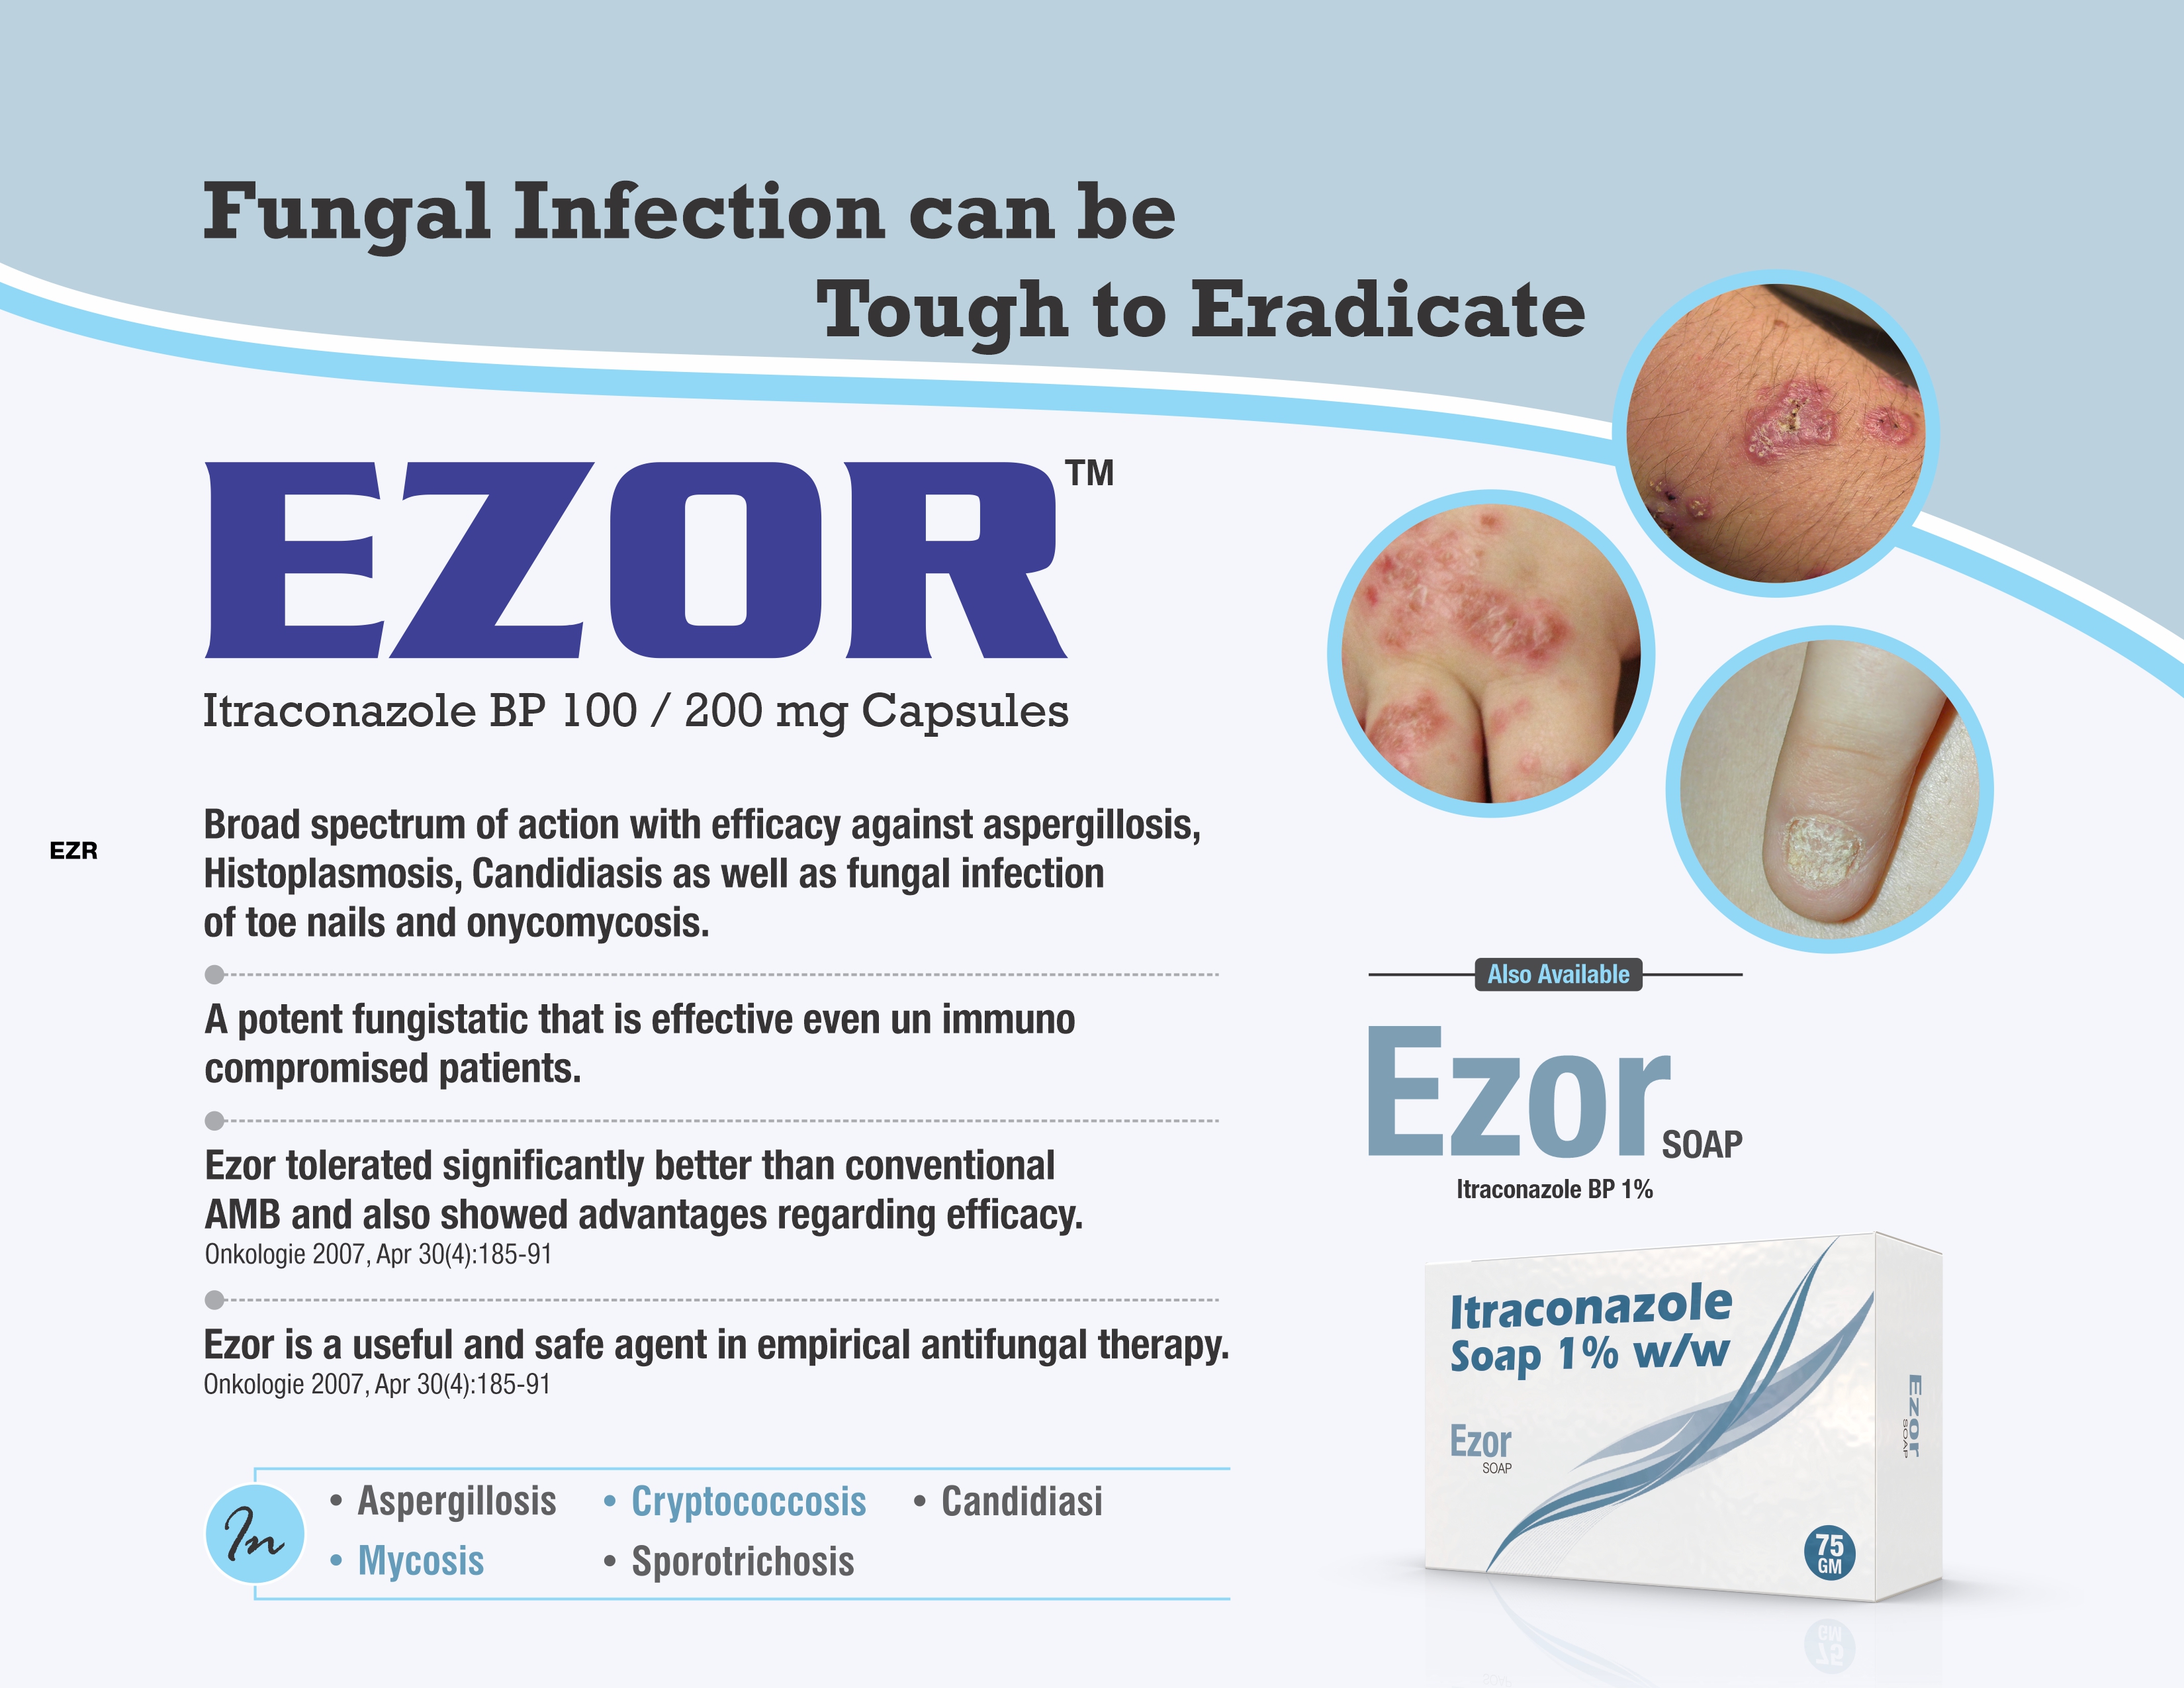 Fungal Infection can be
Tough to Eradicate
EZOR™
Itraconazole BP 100 / 200 mg Capsules
EZR
Broad spectrum of action with efficacy against aspergillosis,
Histoplasmosis, Candidiasis as well as fungal infection
of toe nails and onycomycosis.
A potent fungistatic that is effective even un immuno
compromised patients.
Ezor tolerated significantly better than conventional
AMB and also showed advantages regarding efficacy.
Onkologie 2007, Apr 30(4):185-91
Ezor is a useful and safe agent in empirical antifungal therapy.
Onkologie 2007, Apr 30(4):185-91
In
• Aspergillosis • Cryptococcosis • Candidiasi
• Mycosis • Sporotrichosis
Also Available
Ezor SOAP
Itraconazole BP 1%
Itraconazole
Soap 1% w/w
Ezor
SOAP
75
GM
Ezor
SOAP